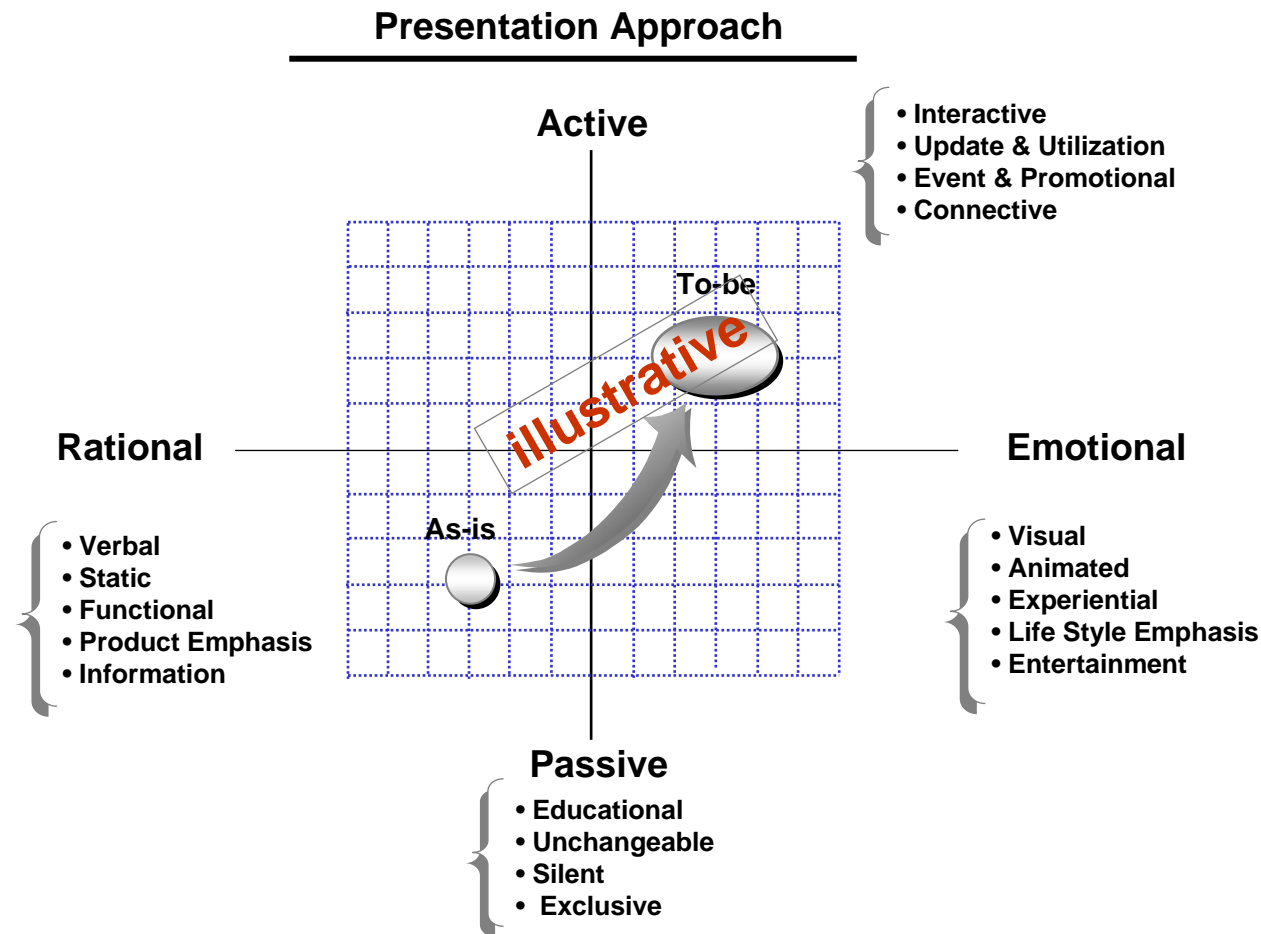 Presentation Approach
Active
• Interactive
• Update & Utilization
• Event & Promotional
• Connective
To-be
illustrative
Rational
Emotional
As-is
• Verbal
• Static
• Functional
• Product Emphasis
• Information
• Visual
• Animated
• Experiential
• Life Style Emphasis
• Entertainment
Passive
• Educational
• Unchangeable
• Silent
• Exclusive